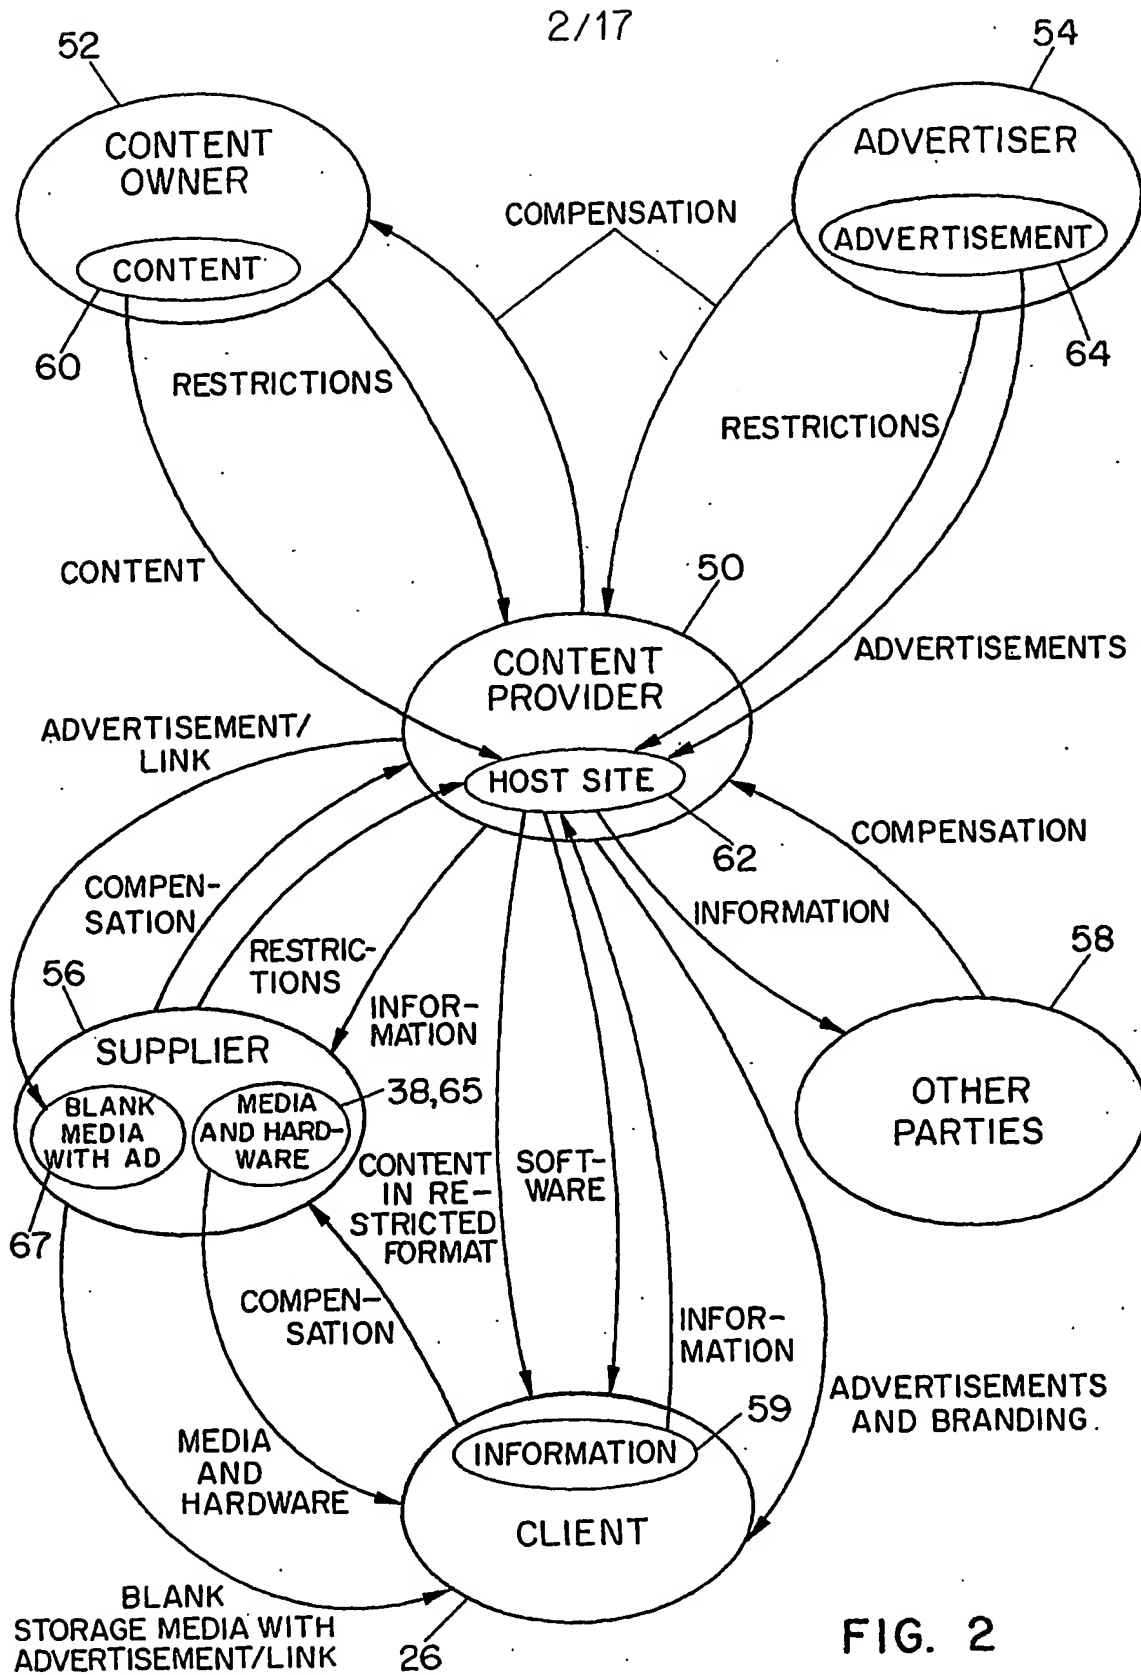 2/17
52
54
CONTENT
OWNER
ADVERTISER
COMPENSATION
ADVERTISEMENT
CONTENT
60
64
RESTRICTIONS
RESTRICTIONS
CONTENT
50
ADVERTISEMENTS
CONTENT
PROVIDER
ADVERTISEMENT/
LINK
HOST SITE
62
COMPENSATION
COMPEN-
SATION
INFORMATION
RESTRIC-
TIONS
58
56
INFOR-
MATION
SUPPLIER
38,65
BLANK
MEDIA
WITH AD
MEDIA
AND HARD-
WARE
OTHER
PARTIES
CONTENT
IN RE-
STRICTED
FORMAT
SOFT-
WARE
67
COMPEN-
SATION
INFOR-
MATION
ADVERTISEMENTS
AND BRANDING.
59
INFORMATION
MEDIA
AND
HARDWARE
CLIENT
BLANK
STORAGE MEDIA WITH
ADVERTISEMENT/LINK
26
FIG. 2